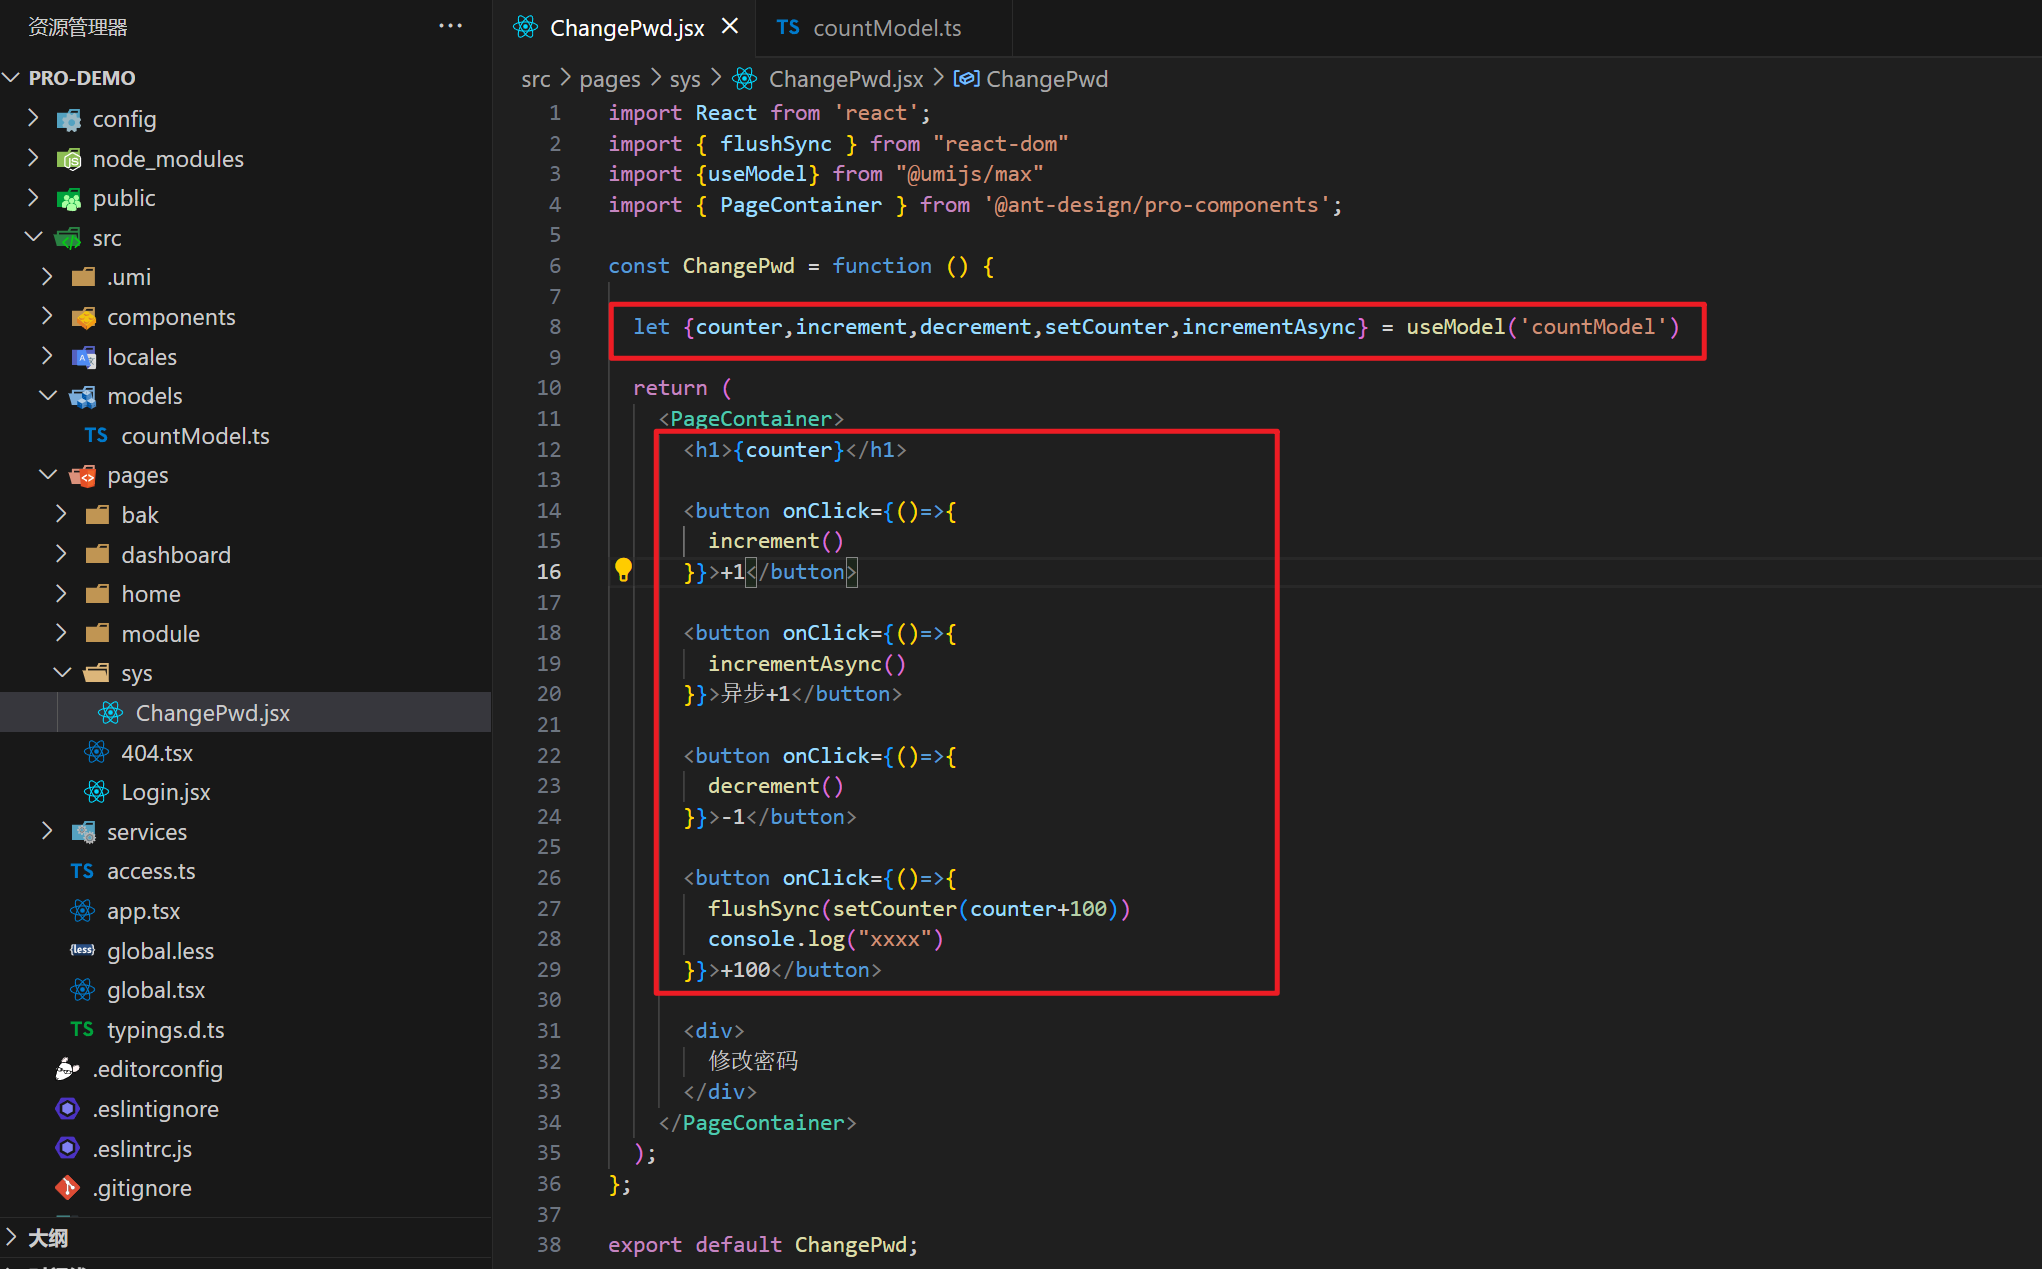 资源管理器
PRO-DEMO
config
node_modules
public
src
.umi
components
locales
models
TS countModel.ts
pages
bak
dashboard
home
module
sys
ChangePwd.jsx
404.tsx
Login.jsx
services
TS access.ts
app.tsx
{less} global.less
global.tsx
TS typings.d.ts
.editorconfig
.eslintignore
.eslintrc.js
.gitignore
大纲
ChangePwd.jsx
TS countModel.ts
src > pages > sys > ChangePwd.jsx > ChangePwd
1 import React from 'react';
2 import { flushSync } from "react-dom"
3 import {useModel} from "@umijs/max"
4 import { PageContainer } from '@ant-design/pro-components';
5
6 const ChangePwd = function () {
7
8 let {counter,increment,decrement,setCounter,incrementAsync} = useModel('countModel')
9
10 return (
11 <PageContainer>
12 <h1>{counter}</h1>
13
14 <button onClick={()=>{
15 increment()
16 }}>+1</button>
17
18 <button onClick={()=>{
19 incrementAsync()
20 }}>异步+1</button>
21
22 <button onClick={()=>{
23 decrement()
24 }}>-1</button>
25
26 <button onClick={()=>{
27 flushSync(setCounter(counter+100))
28 console.log("xxxx")
29 }}>+100</button>
30
31 <div>
32 修改密码
33 </div>
34 </PageContainer>
35 );
36 };
37
38 export default ChangePwd;